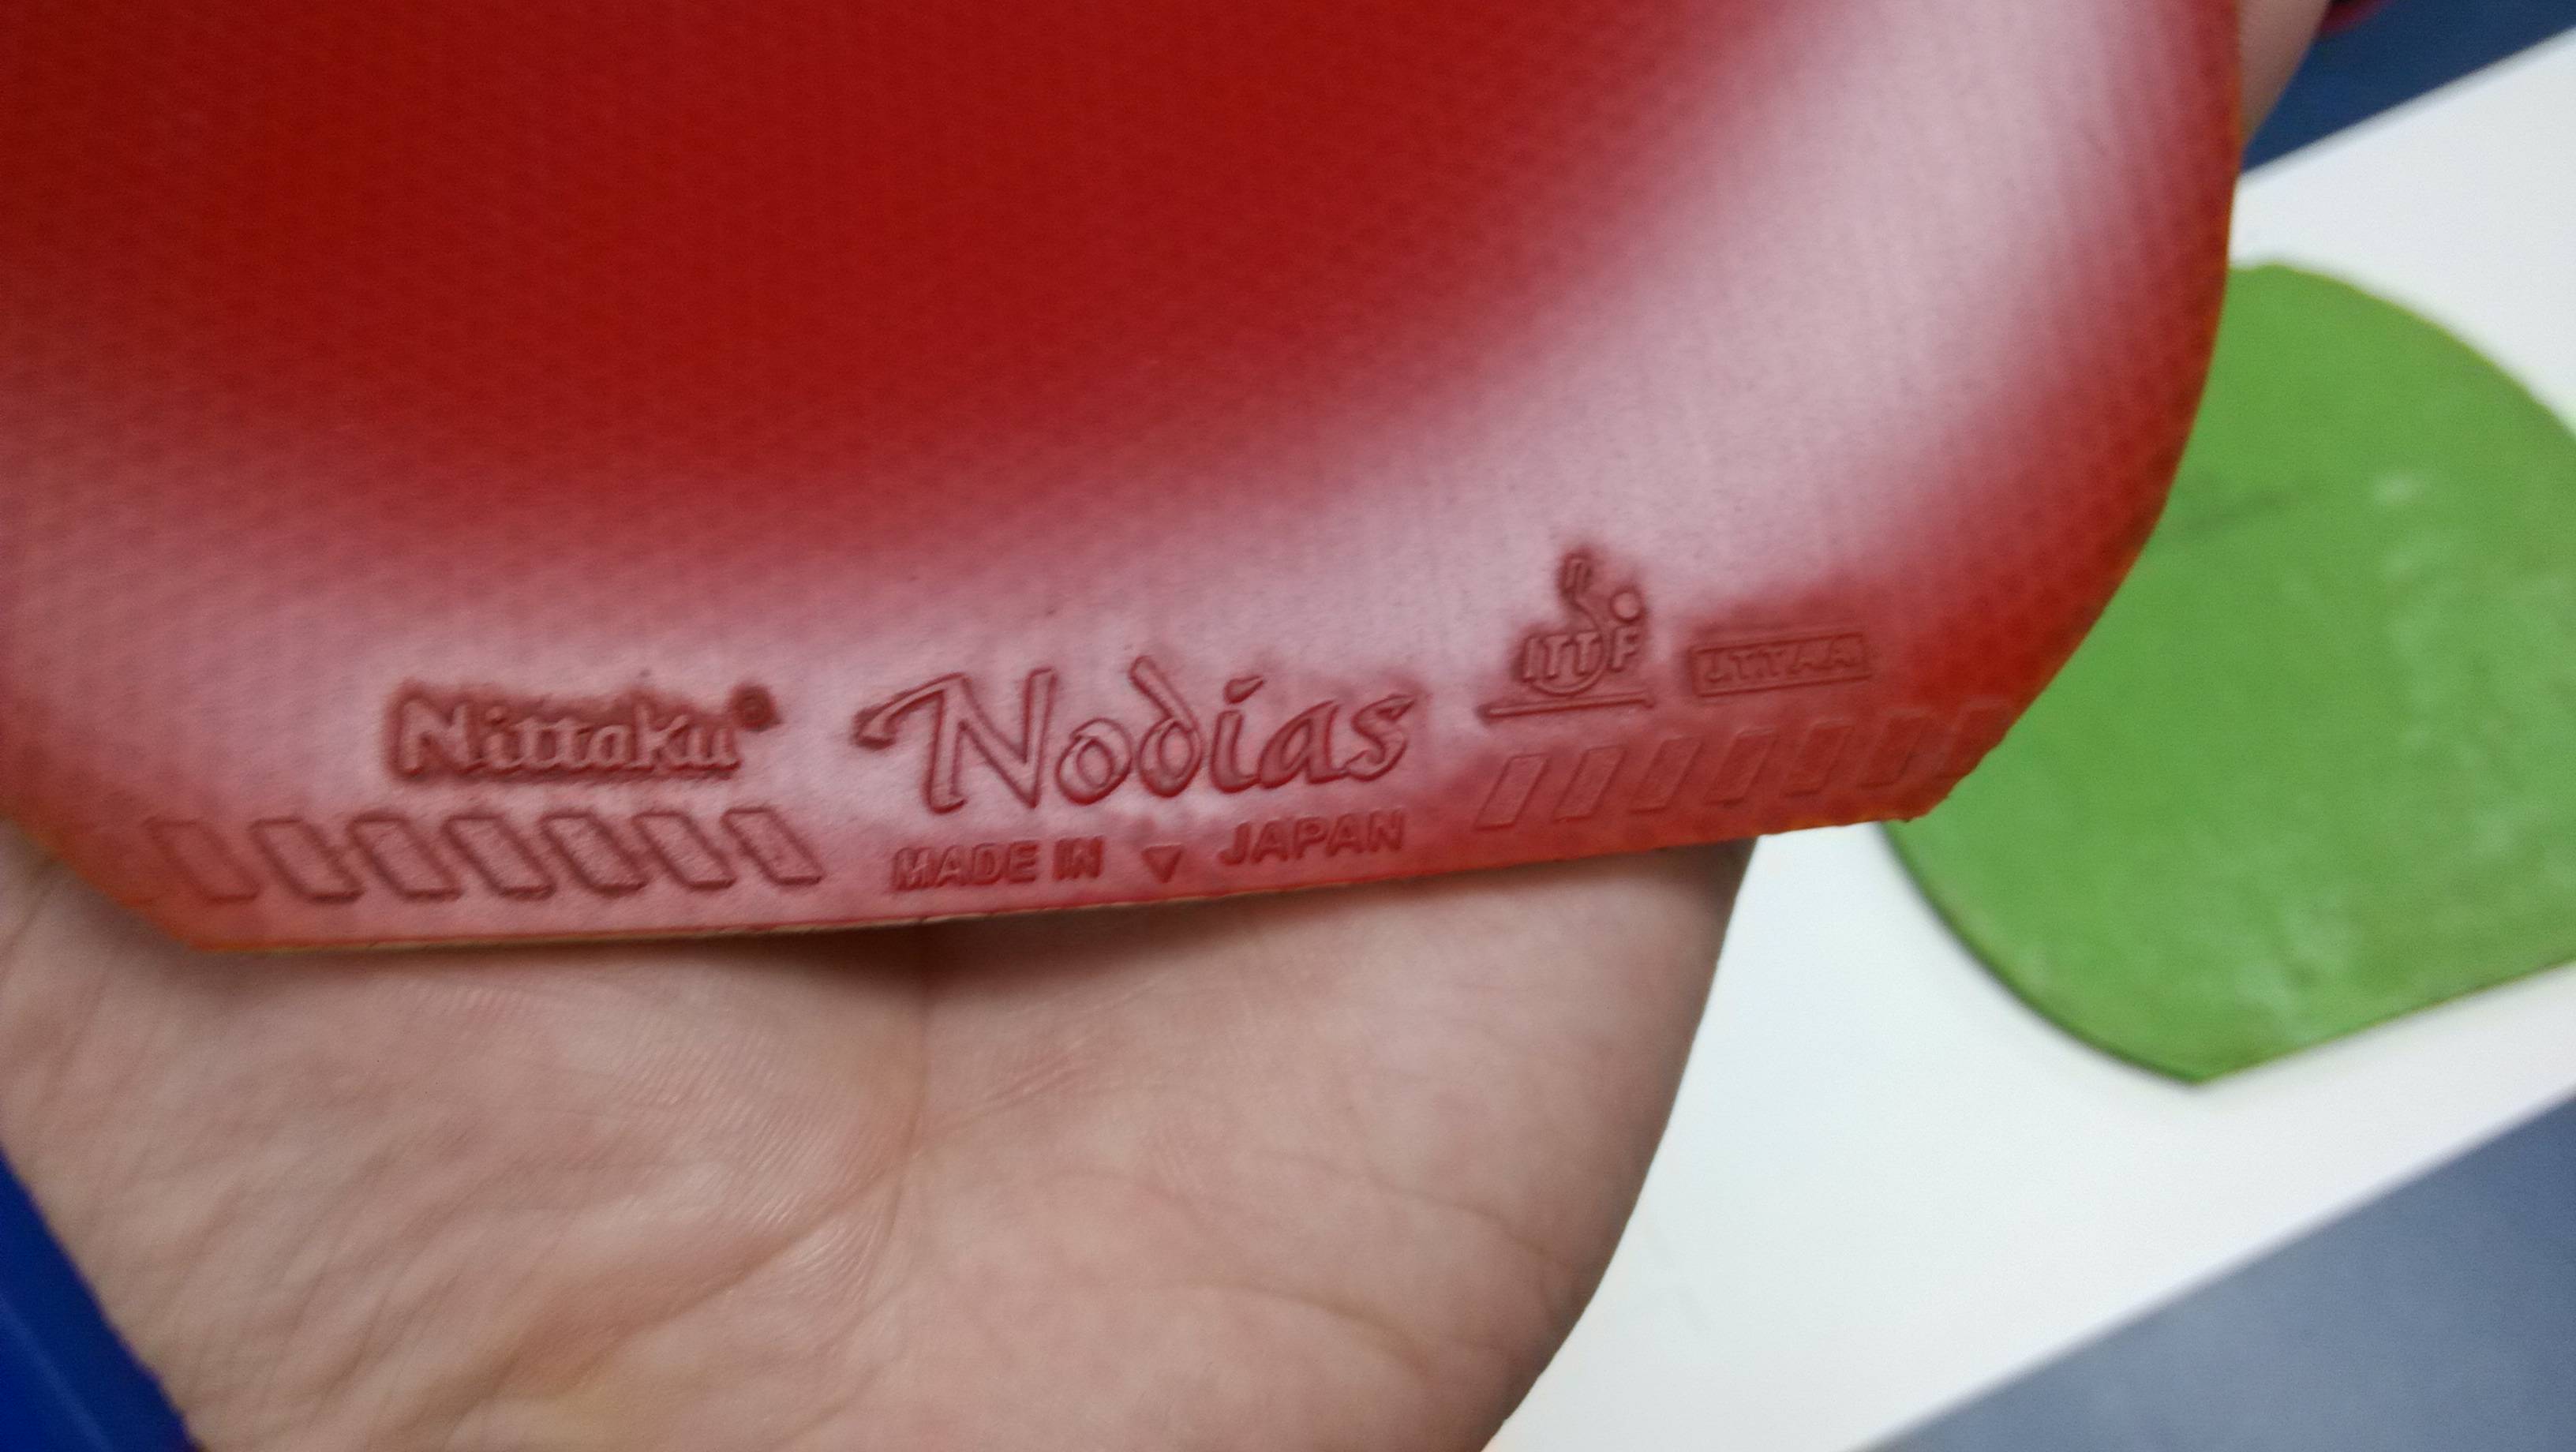 Nittaku
Nodias
ITTF
J.T.T.A.A.
MADE IN JAPAN